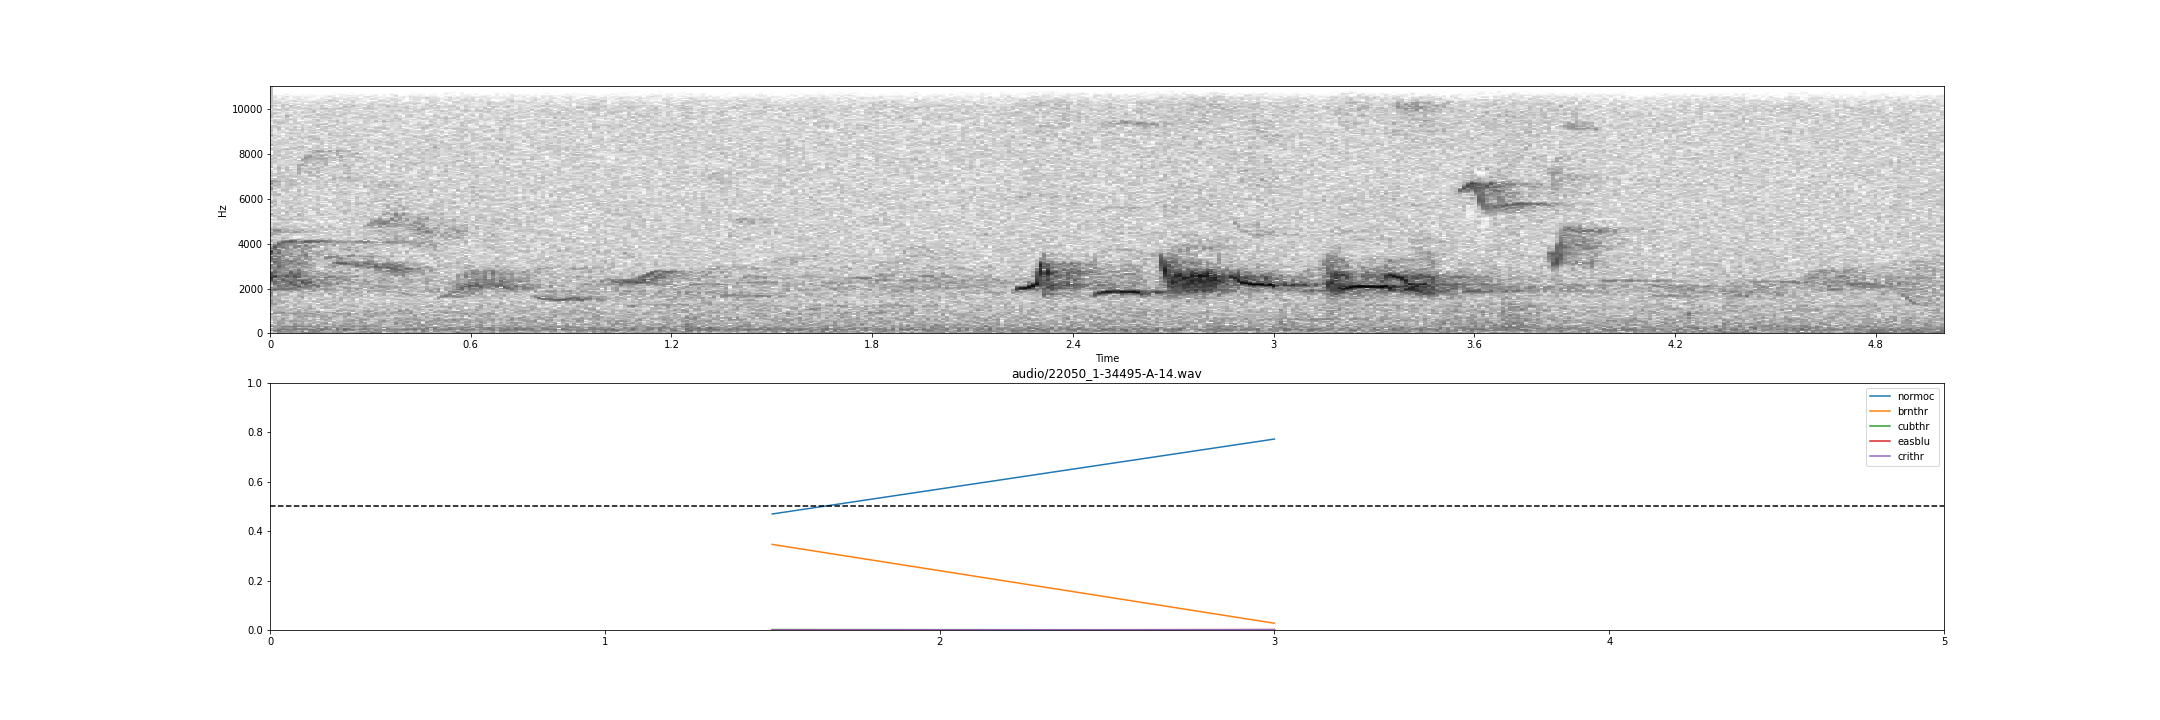 10000
8000
6000
4000
2000
0
Hz
0 0.6 1.2 1.8 2.4 3 3.6 4.2 4.8
Time
audio/22050_1-34495-A-14.wav
1.0
0.8
0.6
0.4
0.2
0.0
normoc
brnthr
cubthr
easblu
crithr
0 1 2 3 4 5